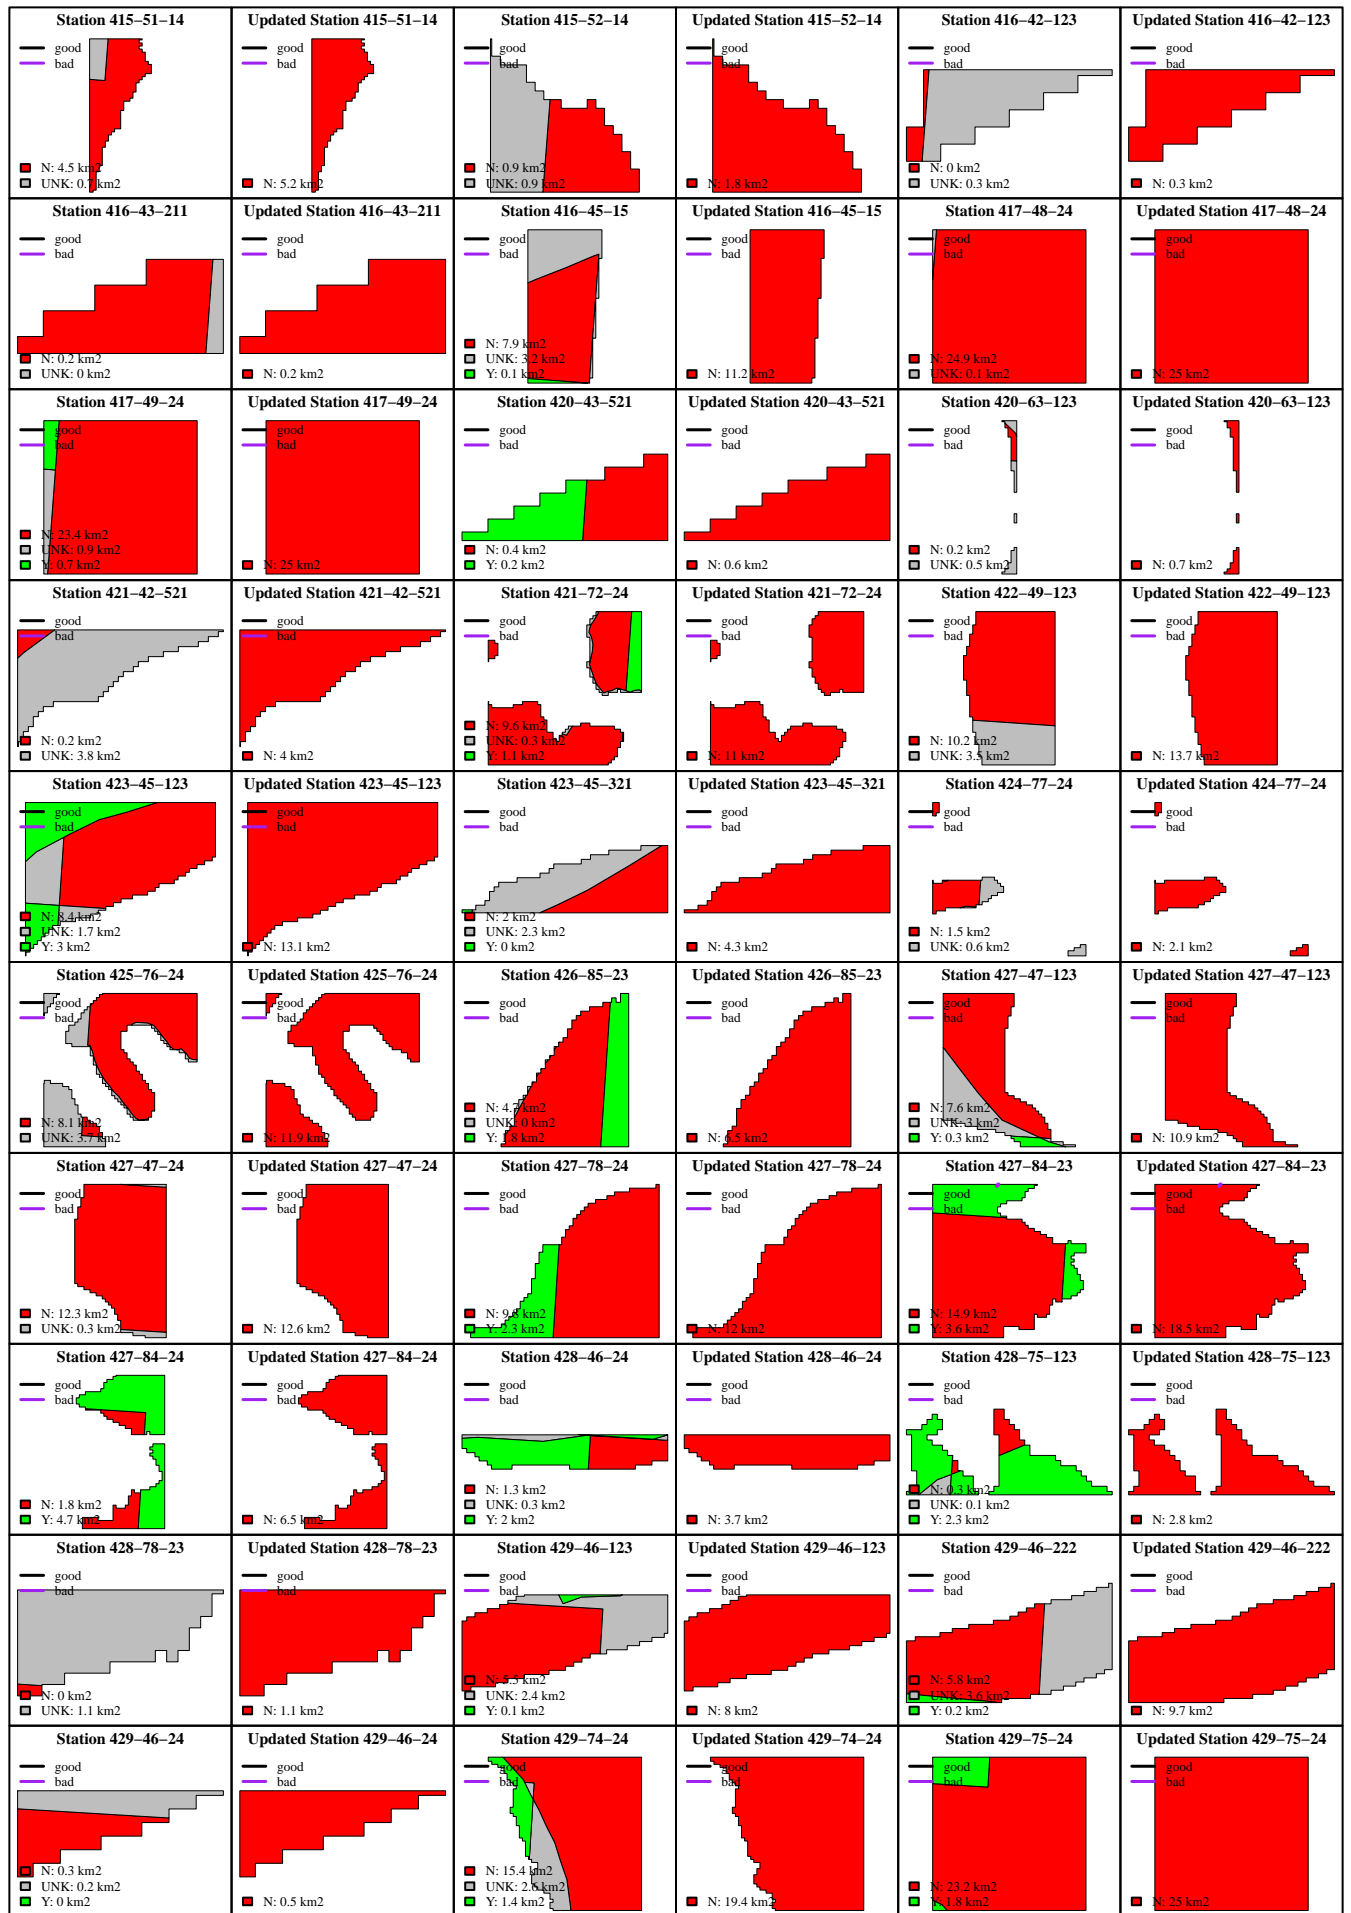 Station 415−51−14
good
bad
N: 4.5 km2
UNK: 0.7 km2
Updated Station 415−51−14
good
bad
N: 5.2 km2
Station 415−52−14
good
bad
N: 0.9 km2
UNK: 0.9 km2
Updated Station 415−52−14
good
bad
N: 1.8 km2
Station 416−42−123
good
bad
N: 0 km2
UNK: 0.3 km2
Updated Station 416−42−123
good
bad
N: 0.3 km2
Station 416−43−211
good
bad
N: 0.2 km2
UNK: 0 km2
Updated Station 416−43−211
good
bad
N: 0.2 km2
Station 416−45−15
good
bad
N: 7.9 km2
UNK: 3.2 km2
Y: 0.1 km2
Updated Station 416−45−15
good
bad
N: 11.2 km2
Station 417−48−24
good
bad
N: 24.9 km2
UNK: 0.1 km2
Updated Station 417−48−24
good
bad
N: 25 km2
Station 417−49−24
good
bad
N: 23.4 km2
UNK: 0.9 km2
Y: 0.7 km2
Updated Station 417−49−24
good
bad
N: 25 km2
Station 420−43−521
good
bad
N: 0.4 km2
Y: 0.2 km2
Updated Station 420−43−521
good
bad
N: 0.6 km2
Station 420−63−123
good
bad
N: 0.2 km2
UNK: 0.5 km2
Updated Station 420−63−123
good
bad
N: 0.7 km2
Station 421−42−521
good
bad
N: 0.2 km2
UNK: 3.8 km2
Updated Station 421−42−521
good
bad
N: 4 km2
Station 421−72−24
good
bad
N: 9.6 km2
UNK: 0.3 km2
Y: 1.1 km2
Updated Station 421−72−24
good
bad
N: 11 km2
Station 422−49−123
good
bad
N: 10.2 km2
UNK: 3.5 km2
Updated Station 422−49−123
good
bad
N: 13.7 km2
Station 423−45−123
good
bad
N: 8.4 km2
UNK: 1.7 km2
Y: 3 km2
Updated Station 423−45−123
good
bad
N: 13.1 km2
Station 423−45−321
good
bad
N: 2 km2
UNK: 2.3 km2
Y: 0 km2
Updated Station 423−45−321
good
bad
N: 4.3 km2
Station 424−77−24
good
bad
N: 1.5 km2
UNK: 0.6 km2
Updated Station 424−77−24
good
bad
N: 2.1 km2
Station 425−76−24
good
bad
N: 8.1 km2
UNK: 3.7 km2
Updated Station 425−76−24
good
bad
N: 11.9 km2
Station 426−85−23
good
bad
N: 4.7 km2
UNK: 0 km2
Y: 1.8 km2
Updated Station 426−85−23
good
bad
N: 6.5 km2
Station 427−47−123
good
bad
N: 7.6 km2
UNK: 3 km2
Y: 0.3 km2
Updated Station 427−47−123
good
bad
N: 10.9 km2
Station 427−47−24
good
bad
N: 12.3 km2
UNK: 0.3 km2
Updated Station 427−47−24
good
bad
N: 12.6 km2
Station 427−78−24
good
bad
N: 9.8 km2
Y: 2.3 km2
Updated Station 427−78−24
good
bad
N: 12 km2
Station 427−84−23
good
bad
N: 14.9 km2
Y: 3.6 km2
Updated Station 427−84−23
good
bad
N: 18.5 km2
Station 427−84−24
good
bad
N: 1.8 km2
Y: 4.7 km2
Updated Station 427−84−24
good
bad
N: 6.5 km2
Station 428−46−24
good
bad
N: 1.3 km2
UNK: 0.3 km2
Y: 2 km2
Updated Station 428−46−24
good
bad
N: 3.7 km2
Station 428−75−123
good
bad
N: 0.3 km2
UNK: 0.1 km2
Y: 2.3 km2
Updated Station 428−75−123
good
bad
N: 2.8 km2
Station 428−78−23
good
bad
N: 0 km2
UNK: 1.1 km2
Updated Station 428−78−23
good
bad
N: 1.1 km2
Station 429−46−123
good
bad
N: 5.5 km2
UNK: 2.4 km2
Y: 0.1 km2
Updated Station 429−46−123
good
bad
N: 8 km2
Station 429−46−222
good
bad
N: 5.8 km2
UNK: 3.6 km2
Y: 0.2 km2
Updated Station 429−46−222
good
bad
N: 9.7 km2
Station 429−46−24
good
bad
N: 0.3 km2
UNK: 0.2 km2
Y: 0 km2
Updated Station 429−46−24
good
bad
N: 0.5 km2
Station 429−74−24
good
bad
N: 15.4 km2
UNK: 2.6 km2
Y: 1.4 km2
Updated Station 429−74−24
good
bad
N: 19.4 km2
Station 429−75−24
good
bad
N: 23.2 km2
Y: 1.8 km2
Updated Station 429−75−24
good
bad
N: 25 km2